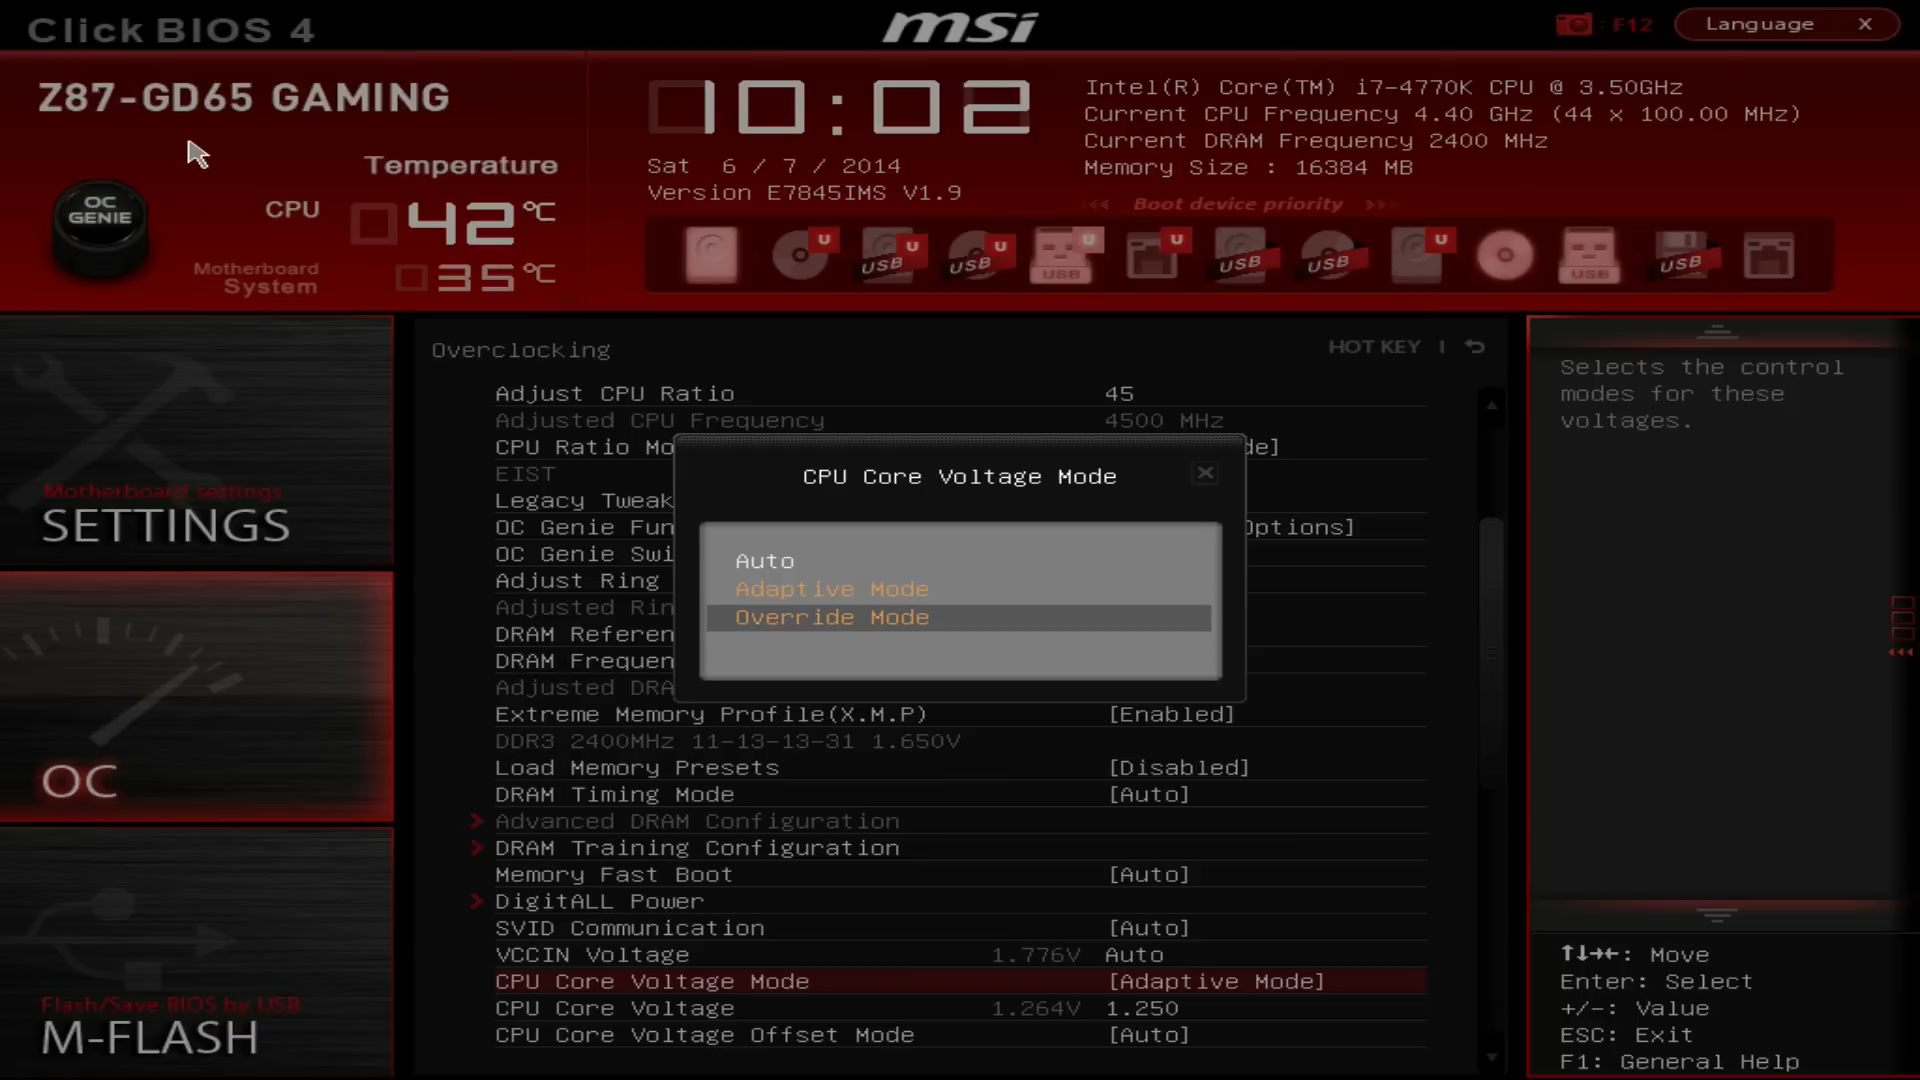 Click BIOS 4
msi
: F12
Language X
Z87-GD65 GAMING
10:02
Intel(R) Core(TM) i7-4770K CPU @ 3.50GHz
Current CPU Frequency 4.40 GHz (44 x 100.00 MHz)
Current DRAM Frequency 2400 MHz
Memory Size : 16384 MB
Temperature
Sat 6 / 7 / 2014
Version E7845IMS V1.9
Boot device priority
OC
GENIE
CPU 42°C
Motherboard
System 35°C
U U USB U USB U USB U USB USB U USB USB
Overclocking
HOT KEY
Selects the control
modes for these
voltages.
Adjust CPU Ratio 45
Adjusted CPU Frequency 4500 MHz
CPU Ratio Mo de]
EIST
Legacy Tweak
OC Genie Fun Options]
OC Genie Swi
Adjust Ring
Adjusted Rin
DRAM Referen
DRAM Frequen
Adjusted DRA
CPU Core Voltage Mode
Auto
Adaptive Mode
Override Mode
Extreme Memory Profile(X.M.P) [Enabled]
DDR3 2400MHz 11-13-13-31 1.650V
Load Memory Presets [Disabled]
DRAM Timing Mode [Auto]
> Advanced DRAM Configuration
> DRAM Training Configuration
Memory Fast Boot [Auto]
> DigitALL Power
SVID Communication [Auto]
VCCIN Voltage 1.776V Auto
CPU Core Voltage Mode [Adaptive Mode]
CPU Core Voltage 1.264V 1.250
CPU Core Voltage Offset Mode [Auto]
Motherboard settings
SETTINGS
OC
Flash/Save BIOS by USB
M-FLASH
↑↓→←: Move
Enter: Select
+/-: Value
ESC: Exit
F1: General Help